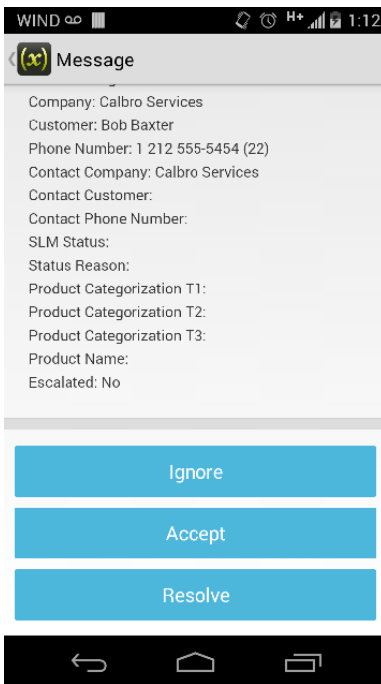 WIND
H+ 1:12
(x) Message
Company: Calbro Services
Customer: Bob Baxter
Phone Number: 1 212 555-5454 (22)
Contact Company: Calbro Services
Contact Customer:
Contact Phone Number:
SLM Status:
Status Reason:
Product Categorization T1:
Product Categorization T2:
Product Categorization T3:
Product Name:
Escalated: No
Ignore
Accept
Resolve